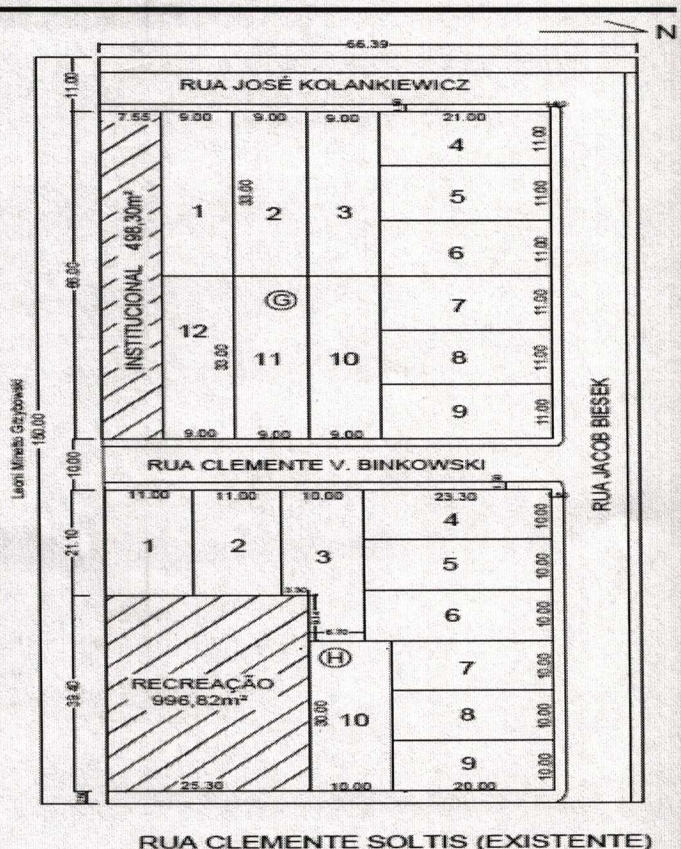 N
66.39
11.00
RUA JOSÉ KOLANKIEWICZ
7.55 9.00 9.00 9.00 21.00
4 11.00
5 11.00
1 33.00 2 3
6 11.00
INSTITUCIONAL 498,30m²
66.00
G
7 11.00
12 33.00 11 10
8 11.00
9 11.00
9.00 9.00 9.00
RUA JACOB BIESEK
150.00
10.00
RUA CLEMENTE V. BINKOWSKI
11.00 11.00 10.00 23.30
4 10.00
21.10
1 2 3
5 10.00
3.30
6 10.00
6.70
H
7 10.00
RECREAÇÃO
996,82m²
39.40
30.00 10
8 10.00
9 10.00
25.30 10.00 20.00
RUA CLEMENTE SOLTIS (EXISTENTE)